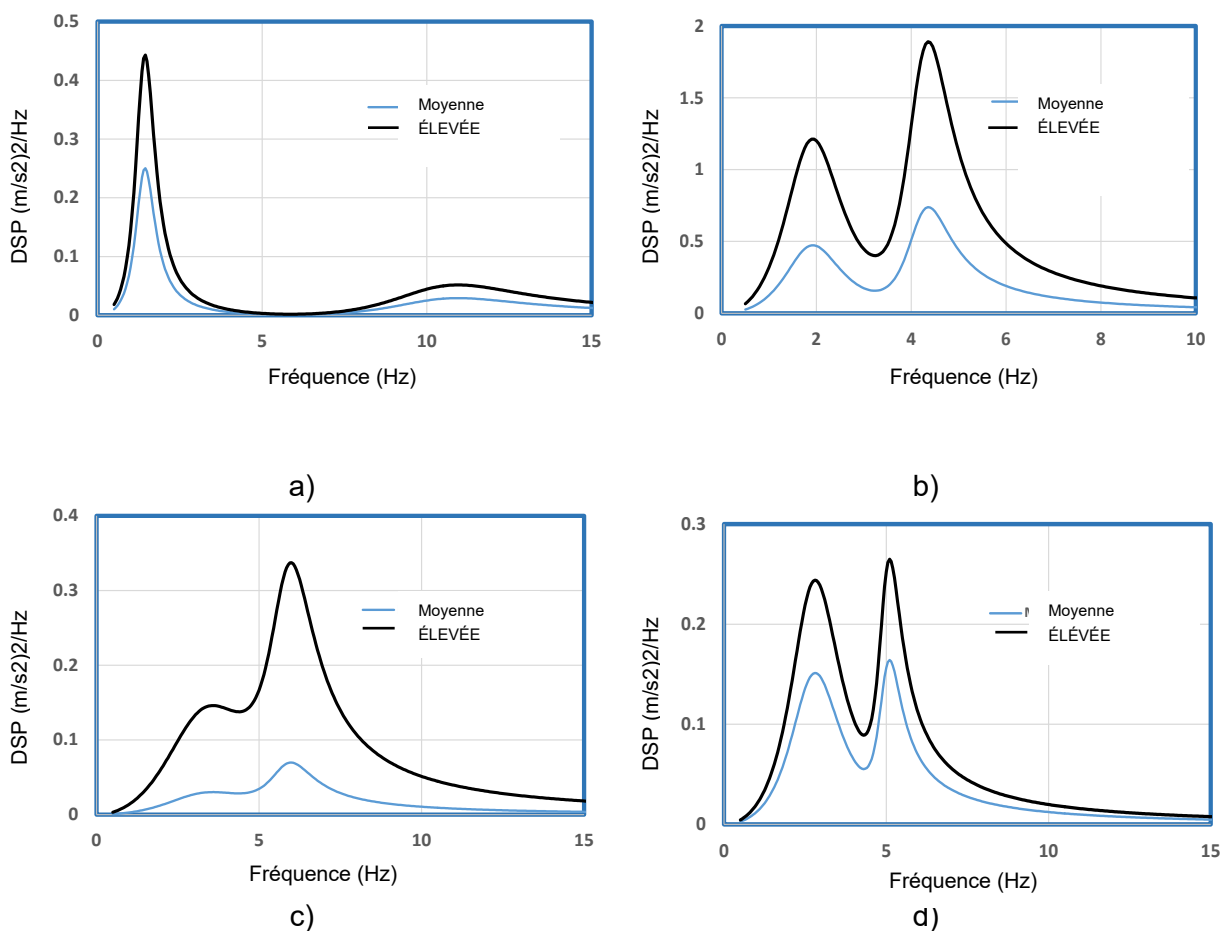 0.5
0.4
0.3
0.2
0.1
0
DSP (m/s2)2/Hz
Moyenne
ÉLEVÉE
0 5 10 15
Fréquence (Hz)
a)
2
1.5
1
0.5
0
DSP (m/s2)2/Hz
Moyenne
ÉLEVÉE
0 2 4 6 8 10
Fréquence (Hz)
b)
0.4
0.3
0.2
0.1
0
DSP (m/s2)2/Hz
Moyenne
ÉLEVÉE
0 5 10 15
Fréquence (Hz)
c)
0.3
0.2
0.1
0
DSP (m/s2)2/Hz
Moyenne
ÉLÉVÉE
0 5 10 15
Fréquence (Hz)
d)